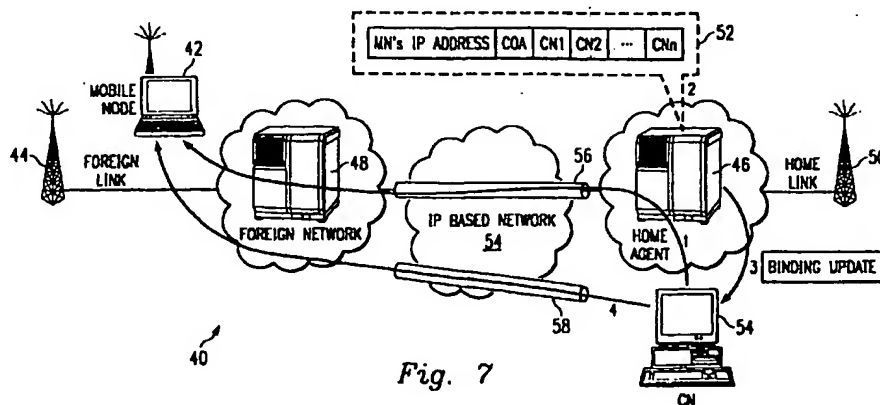 MN's IP ADDRESS COA CN1 CN2 ... CNn
52
42
2
MOBILE
NODE
44
FOREIGN
LINK
48
56
46
HOME
LINK
50
FOREIGN NETWORK
IP BASED NETWORK
54
HOME
AGENT
1
3
BINDING UPDATE
58
4
54
40
Fig. 7
CN